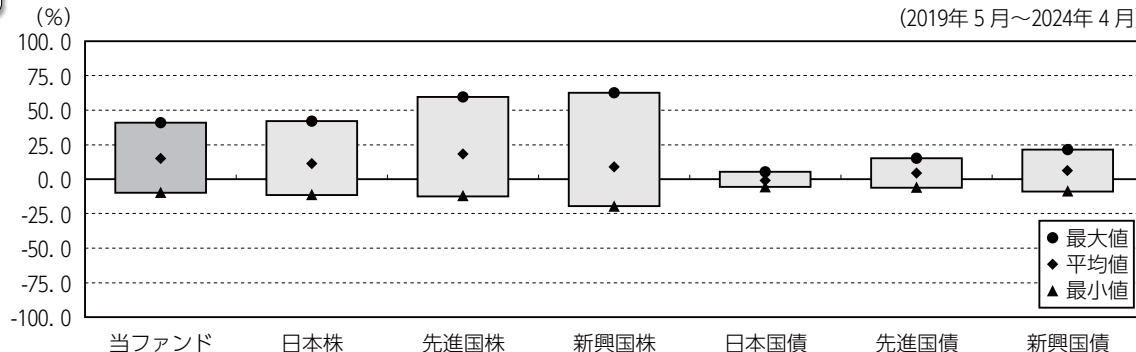 (%)
(2019年5月～2024年4月)
100.0
75.0
50.0
25.0
0.0
-25.0
-50.0
-75.0
-100.0
● 最大値
◆ 平均値
▲ 最小値
当ファンド 日本株 先進国株 新興国株 日本国債 先進国債 新興国債